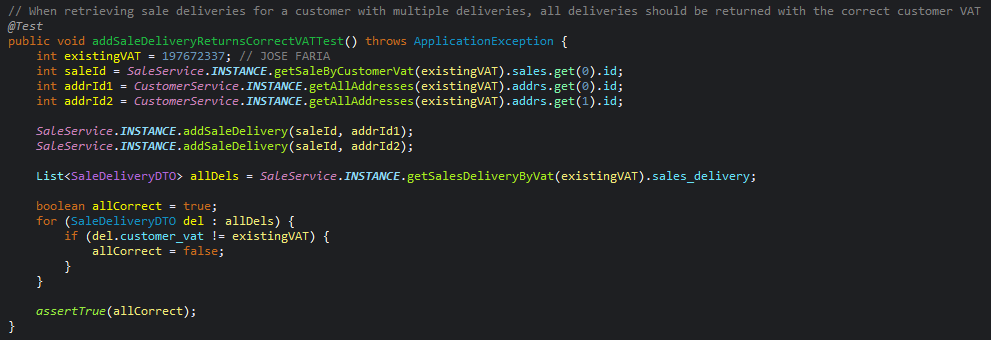 // When retrieving sale deliveries for a customer with multiple deliveries, all deliveries should be returned with the correct customer VAT
@Test
public void addSaleDeliveryReturnsCorrectVATTest() throws ApplicationException {
    int existingVAT = 197672337; // JOSE FARIA
    int saleId = SaleService.INSTANCE.getSaleByCustomerVat(existingVAT).sales.get(0).id;
    int addrId1 = CustomerService.INSTANCE.getAllAddresses(existingVAT).addrs.get(0).id;
    int addrId2 = CustomerService.INSTANCE.getAllAddresses(existingVAT).addrs.get(1).id;

    SaleService.INSTANCE.addSaleDelivery(saleId, addrId1);
    SaleService.INSTANCE.addSaleDelivery(saleId, addrId2);

    List<SaleDeliveryDTO> allDels = SaleService.INSTANCE.getSalesDeliveryByVat(existingVAT).sales_delivery;

    boolean allCorrect = true;
    for (SaleDeliveryDTO del : allDels) {
        if (del.customer_vat != existingVAT) {
            allCorrect = false;
        }
    }

    assertTrue(allCorrect);
}